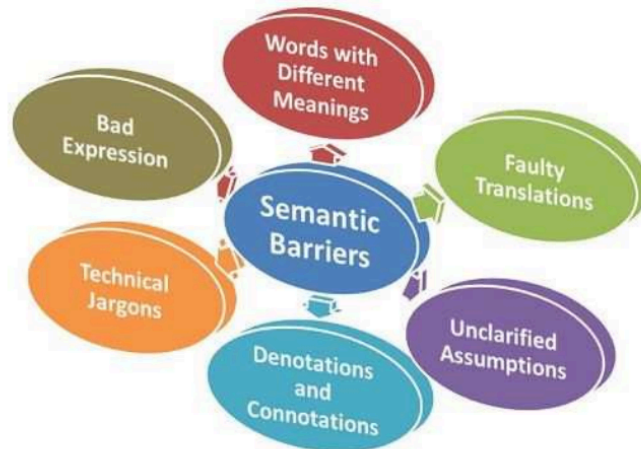 Words with
Different
Meanings
Bad
Expression
Faulty
Translations
Semantic
Barriers
Technical
Jargons
Unclarified
Assumptions
Denotations
and
Connotations